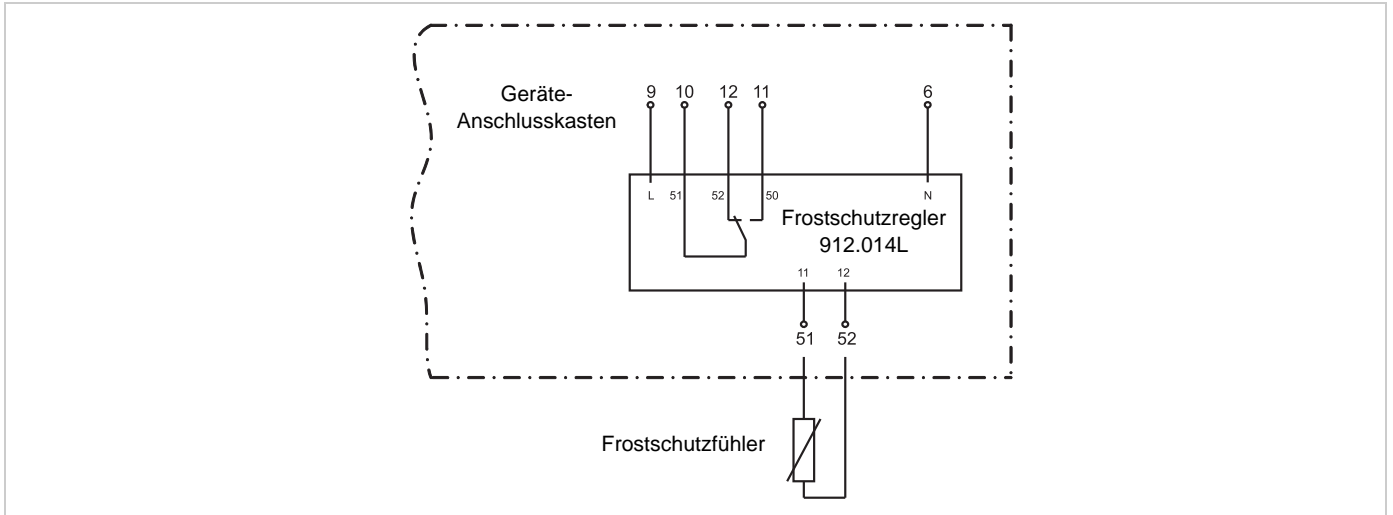 Geräte-
Anschlusskasten
9 10 12 11 6
L 51 52 50 N
Frostschutzregler
912.014L
11 12
51 52
Frostschutzfühler